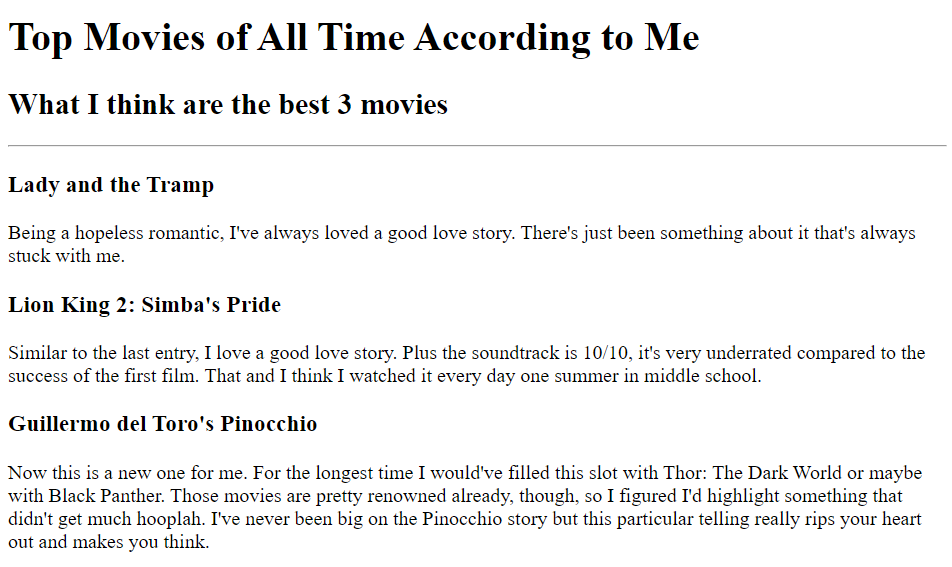 Top Movies of All Time According to Me
What I think are the best 3 movies
Lady and the Tramp
Being a hopeless romantic, I've always loved a good love story. There's just been something about it that's always
stuck with me.
Lion King 2: Simba's Pride
Similar to the last entry, I love a good love story. Plus the soundtrack is 10/10, it's very underrated compared to the
success of the first film. That and I think I watched it every day one summer in middle school.
Guillermo del Toro's Pinocchio
Now this is a new one for me. For the longest time I would've filled this slot with Thor: The Dark World or maybe
with Black Panther. Those movies are pretty renowned already, though, so I figured I'd highlight something that
didn't get much hooplah. I've never been big on the Pinocchio story but this particular telling really rips your heart
out and makes you think.